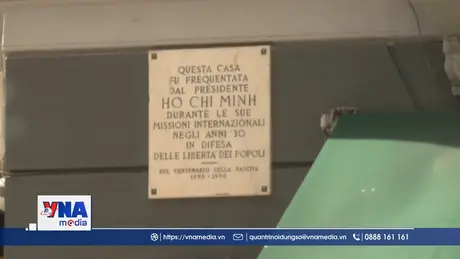 QUESTA CASA
FU FREQUENTATA
DAL PRESIDENTE
HO CHI MINH
DURANTE LE SUE
MISSIONI INTERNAZIONALI
NEGLI ANNI '30
IN DIFESA
DELLE LIBERTÀ DEI POPOLI
NEL CENTENARIO DELLA NASCITA
1890-1990
VNA
media
https://vnamedia.vn
quantrinoidungso@vnamedia.vn
0888 161 161